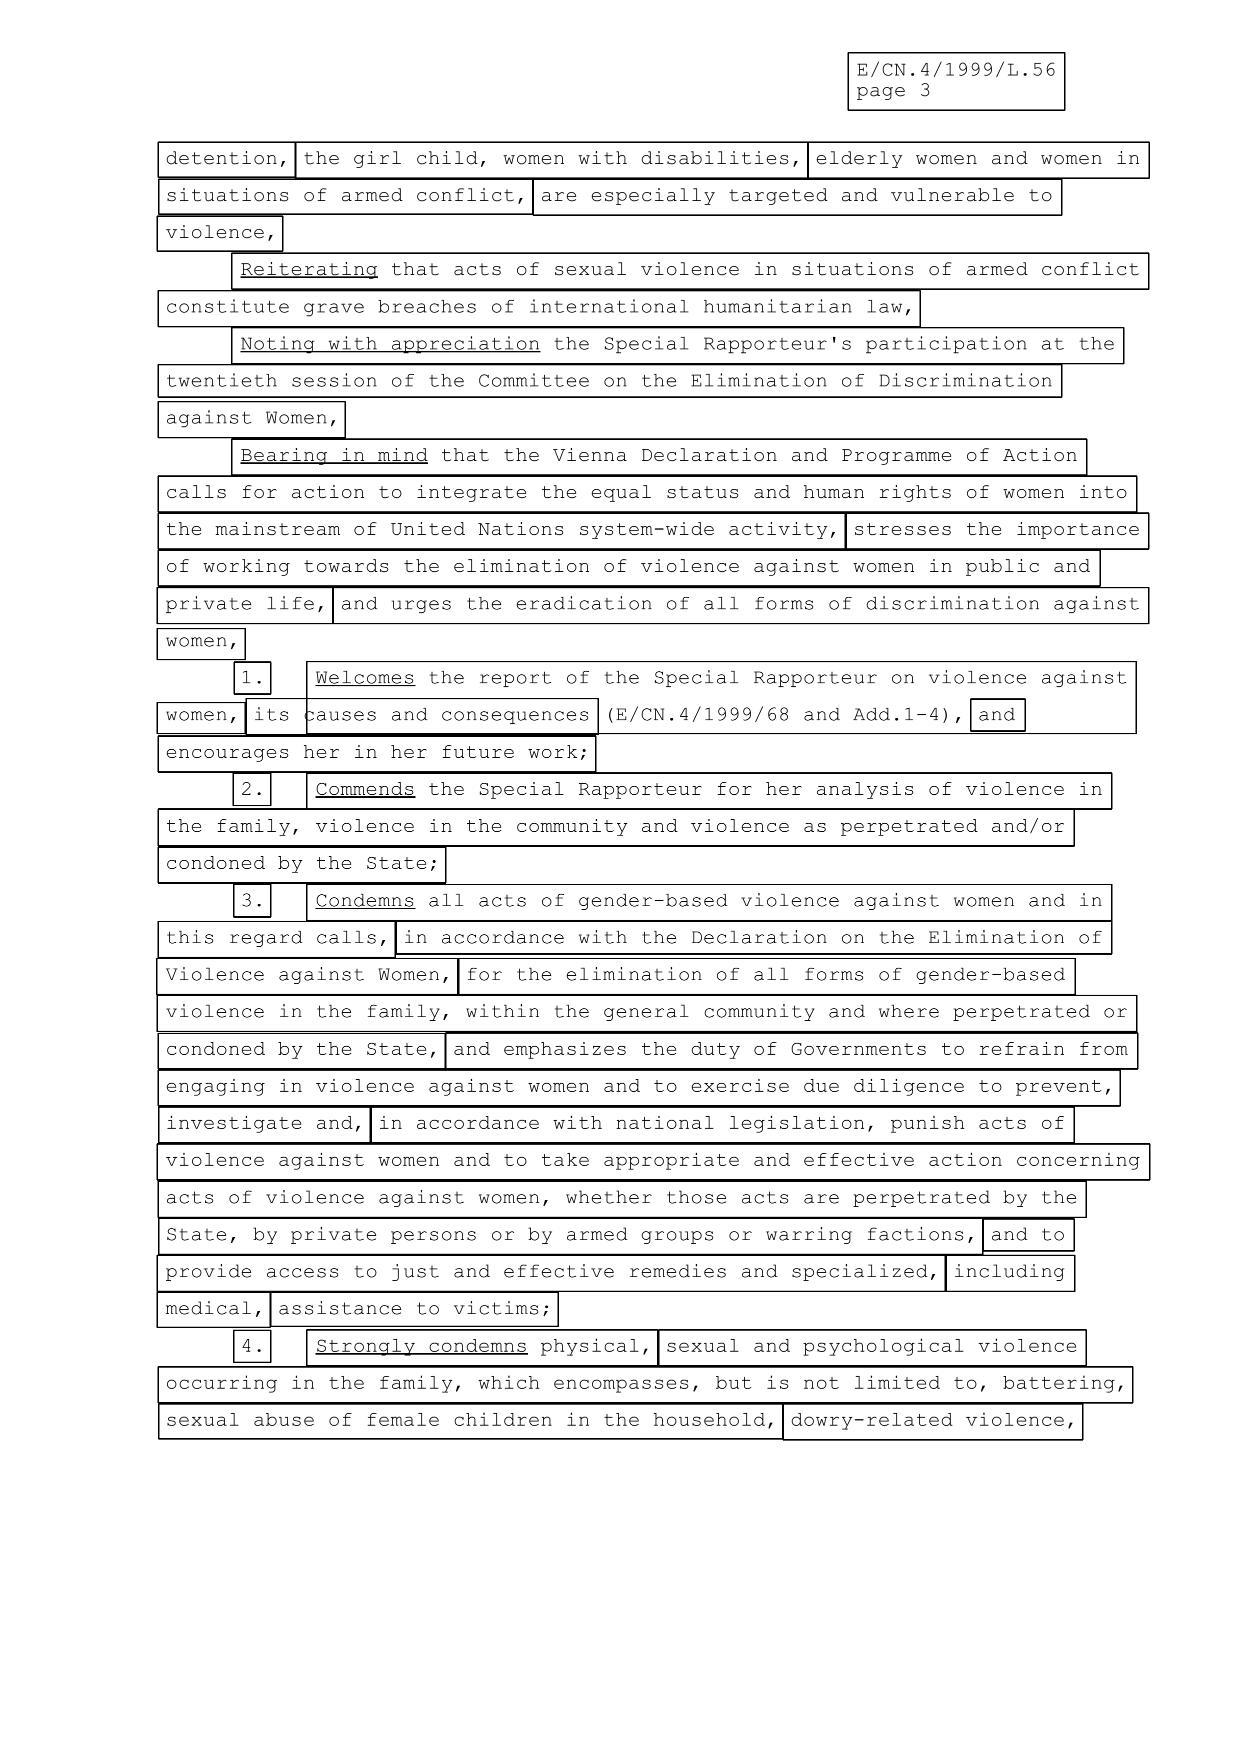 E/CN.4/1999/L.56
page 3
detention, the girl child, women with disabilities, elderly women and women in
situations of armed conflict, are especially targeted and vulnerable to
violence,
Reiterating that acts of sexual violence in situations of armed conflict
constitute grave breaches of international humanitarian law,
Noting with appreciation the Special Rapporteur's participation at the
twentieth session of the Committee on the Elimination of Discrimination
against Women,
Bearing in mind that the Vienna Declaration and Programme of Action
calls for action to integrate the equal status and human rights of women into
the mainstream of United Nations system-wide activity, stresses the importance
of working towards the elimination of violence against women in public and
private life, and urges the eradication of all forms of discrimination against
women,
1. Welcomes the report of the Special Rapporteur on violence against
women, its causes and consequences (E/CN.4/1999/68 and Add.1-4), and
encourages her in her future work;
2. Commends the Special Rapporteur for her analysis of violence in
the family, violence in the community and violence as perpetrated and/or
condoned by the State;
3. Condemns all acts of gender-based violence against women and in
this regard calls, in accordance with the Declaration on the Elimination of
Violence against Women, for the elimination of all forms of gender-based
violence in the family, within the general community and where perpetrated or
condoned by the State, and emphasizes the duty of Governments to refrain from
engaging in violence against women and to exercise due diligence to prevent,
investigate and, in accordance with national legislation, punish acts of
violence against women and to take appropriate and effective action concerning
acts of violence against women, whether those acts are perpetrated by the
State, by private persons or by armed groups or warring factions, and to
provide access to just and effective remedies and specialized, including
medical, assistance to victims;
4. Strongly condemns physical, sexual and psychological violence
occurring in the family, which encompasses, but is not limited to, battering,
sexual abuse of female children in the household, dowry-related violence,